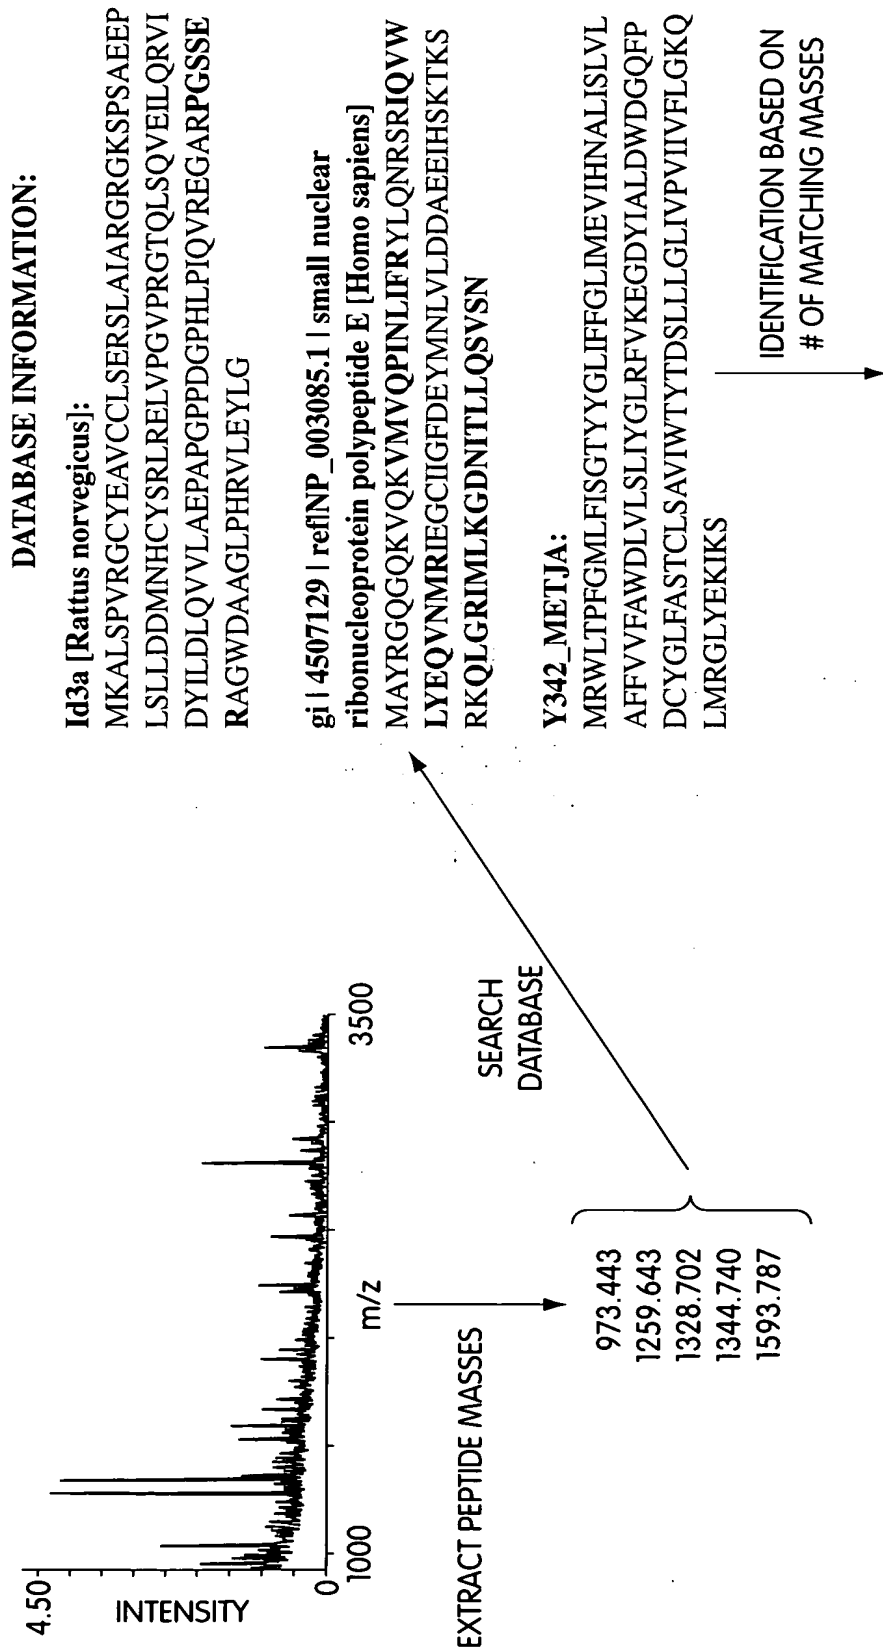 4.50
INTENSITY
0
1000
m/z
3500
EXTRACT PEPTIDE MASSES
973.443
1259.643
1328.702
1344.740
1593.787
SEARCH
DATABASE
DATABASE INFORMATION:
Id3a [Rattus norvegicus]:
MKALSPVRGCYEAVCCLSERSLAIARGRGKSPSAEEP
LSLLDDMNHCYSRLRELVPGVPRGTQLSQVEILQRVI
DYILDLQVVLAEPAPGPPDGPHLPIQVREGARPGSSE
RAGWDAAGLPHRVLEYLG
gi | 4507129 | ref|NP_003085.1 | small nuclear
ribonucleoprotein polypeptide E [Homo sapiens]
MAYRGQGQKVQKVMVQPINLIFRYLQNRSRIQVW
LYEQVNMRIEGCIIGFDEYMNLVLDDAEEIHSKTKS
RKQLGRIMLKGDNITLLQSVSN
Y342_METJA:
MRWLTPFGMLFISGTYYGLIFFGLIMEVIHNALISLVL
AFFVVFAWDLVLSLIYGLRFVKEGDYIALDWDGQFP
DCYGLFASTCLSAVIWTYTDSLLLGLIVPVIIVFLGKQ
LMRGLYEKIKS
IDENTIFICATION BASED ON
# OF MATCHING MASSES